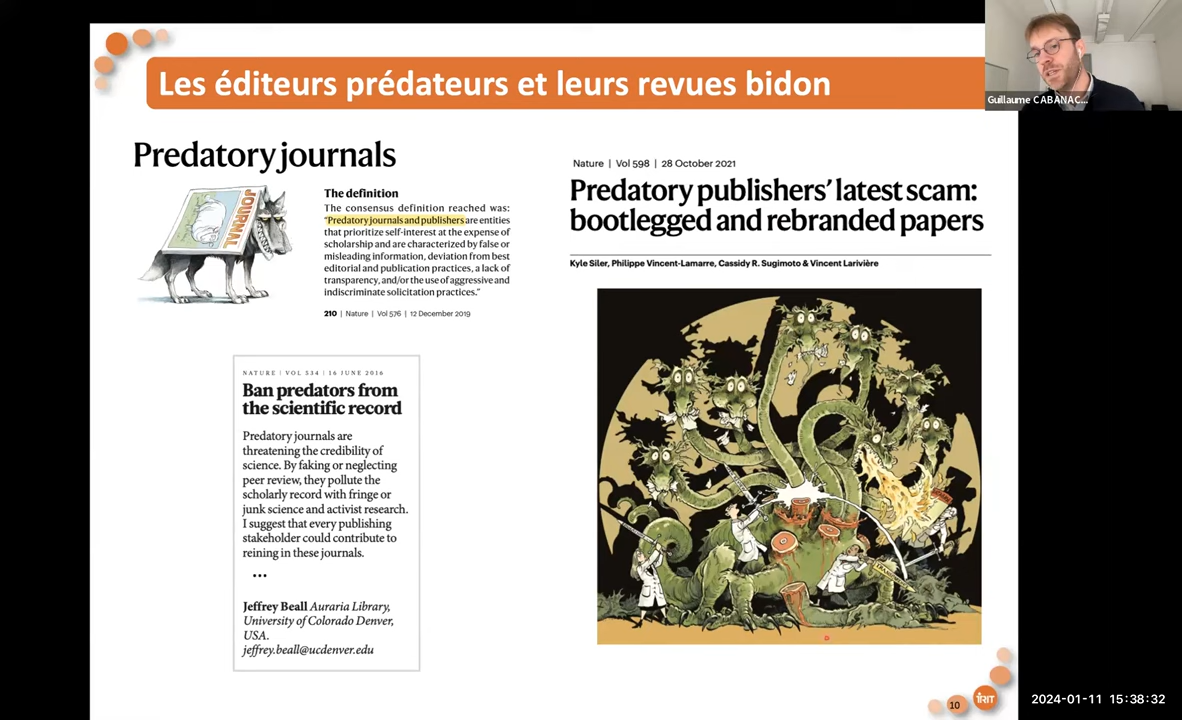 Les éditeurs prédateurs et leurs revues bidon
Guillaume CABANAC...
Predatory journals
JOURNAL
The definition
The consensus definition reached was:
“Predatory journals and publishers are entities
that prioritize self-interest at the expense of
scholarship and are characterized by false or
misleading information, deviation from best
editorial and publication practices, a lack of
transparency, and/or the use of aggressive and
indiscriminate solicitation practices.”
210 | Nature | Vol 576 | 12 December 2019
NATURE | VOL 534 | 16 JUNE 2016
Ban predators from
the scientific record
Predatory journals are
threatening the credibility of
science. By faking or neglecting
peer review, they pollute the
scholarly record with fringe or
junk science and activist research.
I suggest that every publishing
stakeholder could contribute to
reining in these journals.
...
Jeffrey Beall Auraria Library,
University of Colorado Denver,
USA.
jeffrey.beall@ucdenver.edu
Nature | Vol 598 | 28 October 2021
Predatory publishers’ latest scam:
bootlegged and rebranded papers
Kyle Siler, Philippe Vincent-Lamarre, Cassidy R. Sugimoto & Vincent Larivière
10
IRIT
2024-01-11 15:38:32